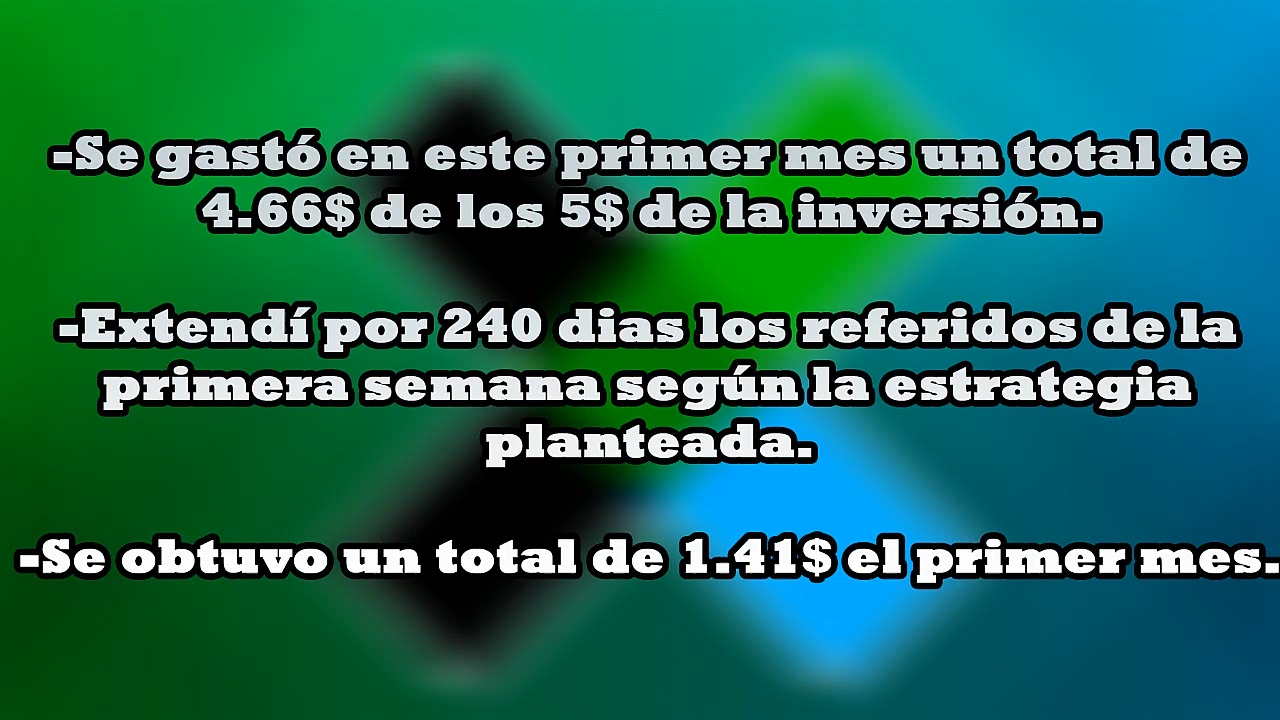 -Se gastó en este primer mes un total de
4.66$ de los 5$ de la inversión.
-Extendí por 240 dias los referidos de la
primera semana según la estrategia
planteada.
-Se obtuvo un total de 1.41$ el primer mes.